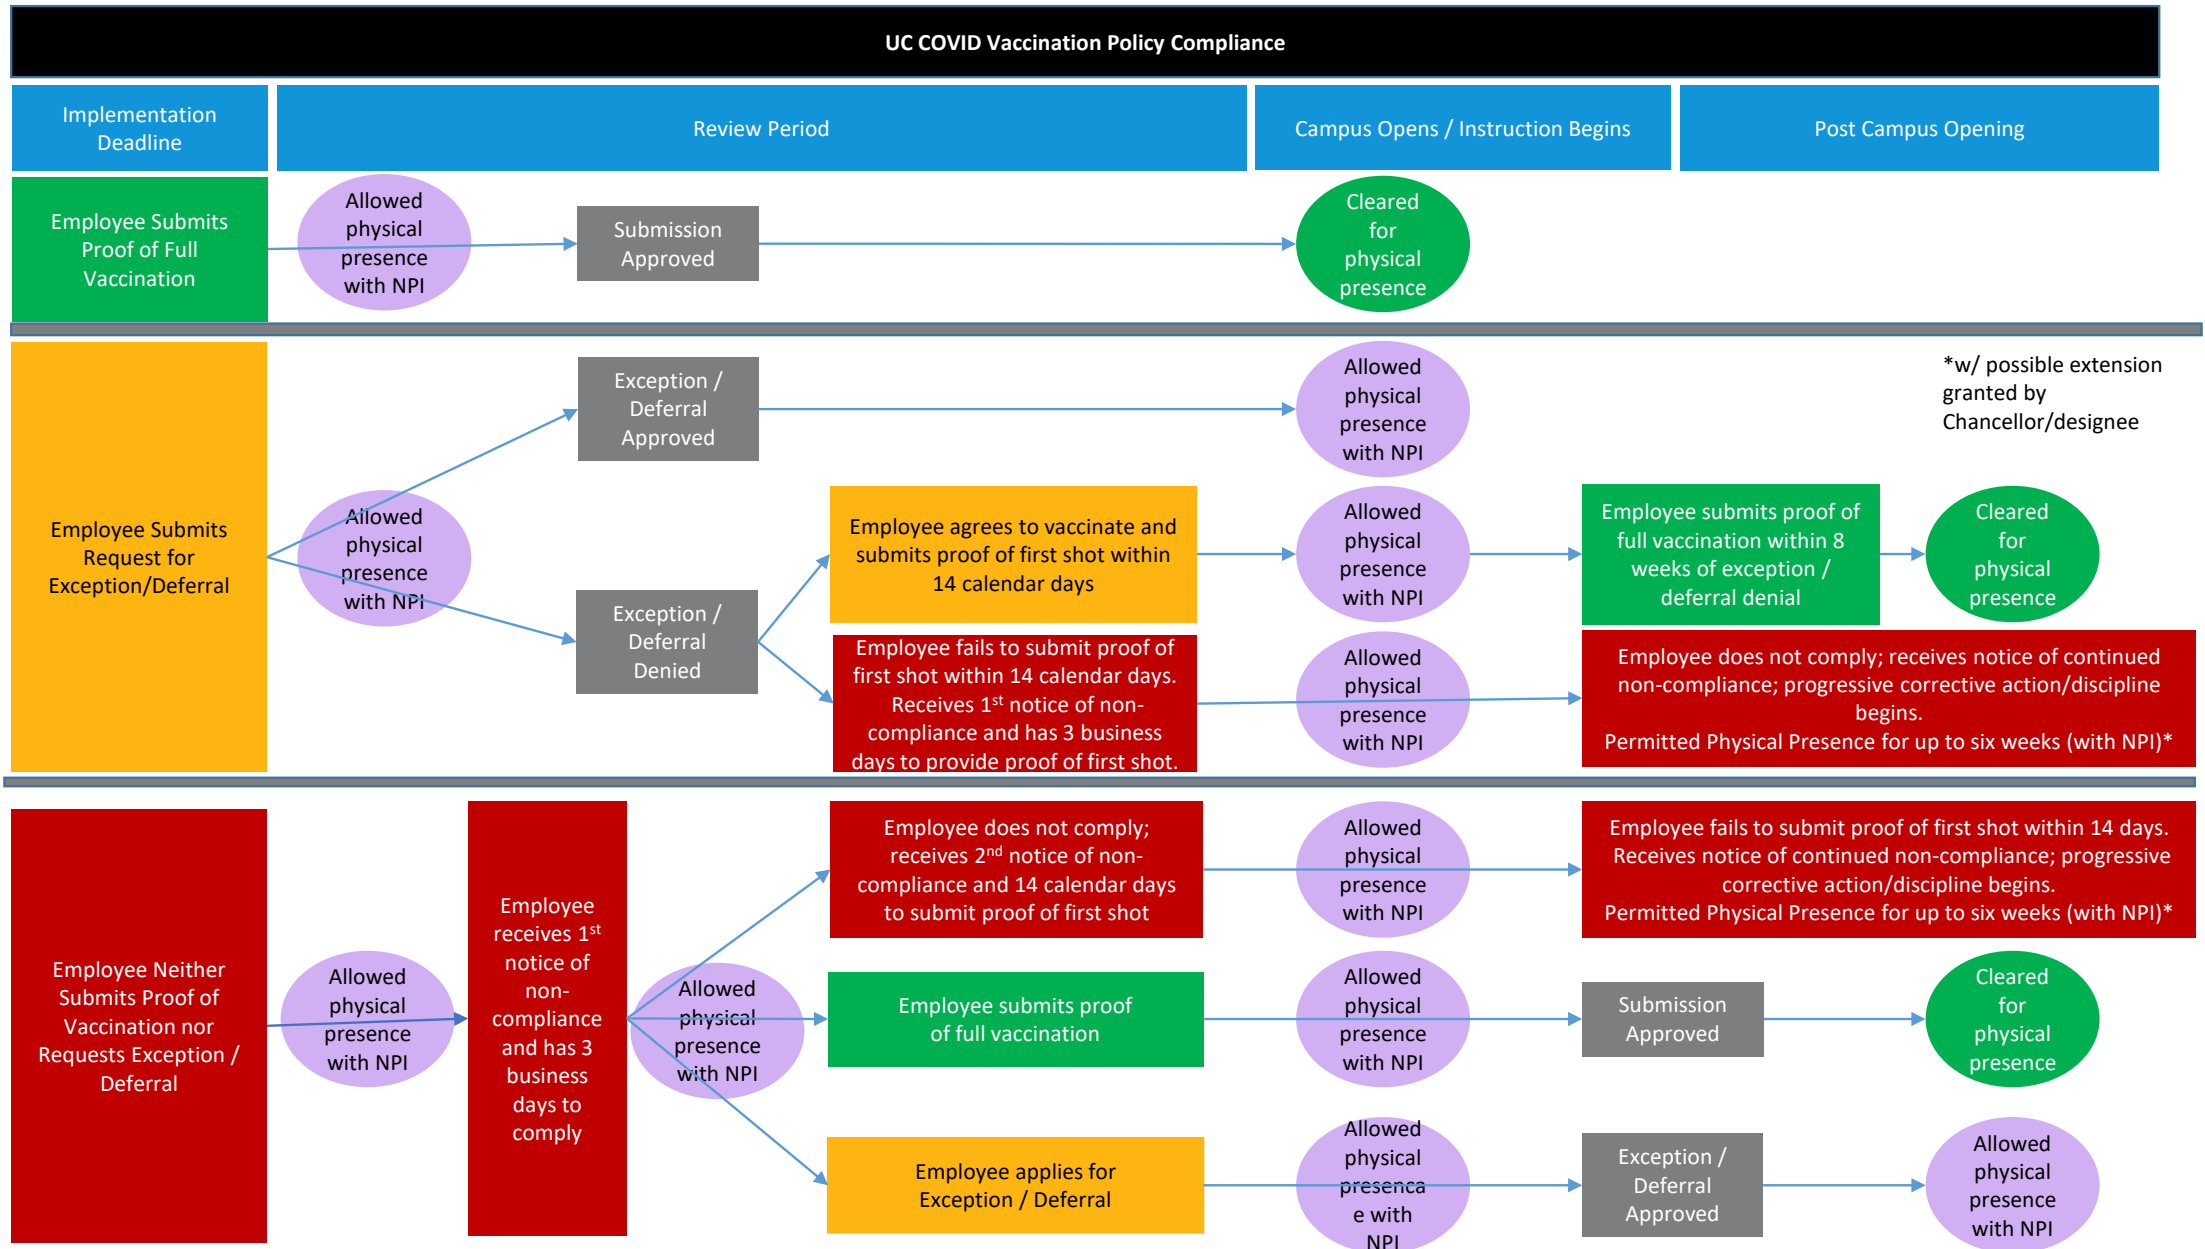 UC COVID Vaccination Policy Compliance
Implementation
Deadline
Review Period
Campus Opens / Instruction Begins
Post Campus Opening
Employee Submits
Proof of Full
Vaccination
Allowed
physical
presence
with NPI
Submission
Approved
Cleared
for
physical
presence
Employee Submits
Request for
Exception/Deferral
Allowed
physical
presence
with NPI
Exception /
Deferral
Approved
Allowed
physical
presence
with NPI
*w/ possible extension
granted by
Chancellor/designee
Exception /
Deferral
Denied
Employee agrees to vaccinate and
submits proof of first shot within
14 calendar days
Allowed
physical
presence
with NPI
Employee submits proof of
full vaccination within 8
weeks of exception /
deferral denial
Cleared
for
physical
presence
Employee fails to submit proof of
first shot within 14 calendar days.
Receives 1st notice of non-
compliance and has 3 business
days to provide proof of first shot.
Allowed
physical
presence
with NPI
Employee does not comply; receives notice of continued
non-compliance; progressive corrective action/discipline
begins.
Permitted Physical Presence for up to six weeks (with NPI)*
Employee Neither
Submits Proof of
Vaccination nor
Requests Exception /
Deferral
Allowed
physical
presence
with NPI
Employee
receives 1st
notice of
non-
compliance
and has 3
business
days to
comply
Allowed
physical
presence
with NPI
Employee does not comply;
receives 2nd notice of non-
compliance and 14 calendar days
to submit proof of first shot
Allowed
physical
presence
with NPI
Employee fails to submit proof of first shot within 14 days.
Receives notice of continued non-compliance; progressive
corrective action/discipline begins.
Permitted Physical Presence for up to six weeks (with NPI)*
Employee submits proof
of full vaccination
Allowed
physical
presence
with NPI
Submission
Approved
Cleared
for
physical
presence
Employee applies for
Exception / Deferral
Allowed
physical
presenca
e with
NPI
Exception /
Deferral
Approved
Allowed
physical
presence
with NPI